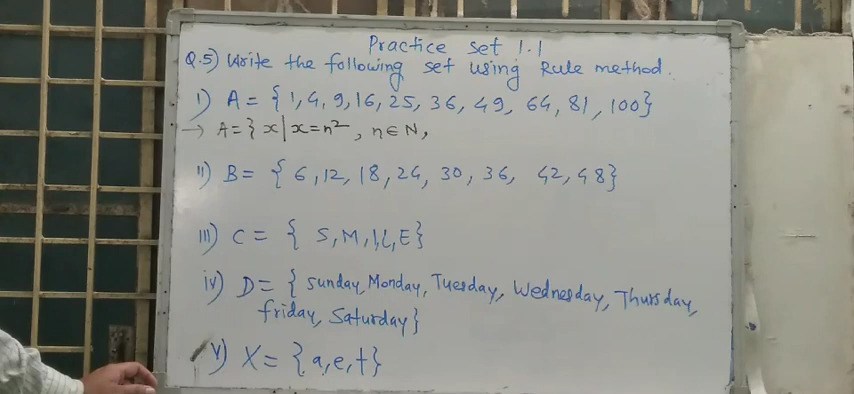 Practice set 1.1
Q.5) Write the following set using Rule method.
i) A = { 1, 4, 9, 16, 25, 36, 49, 64, 81, 100}
→ A = { x | x = n², n ∈ N,
ii) B = { 6, 12, 18, 24, 30, 36, 42, 48}
iii) C = { S, M, I, L, E}
iv) D = { sunday, Monday, Tuesday, Wednesday, Thursday,
friday, Saturday}
v) X = {a, e, t}